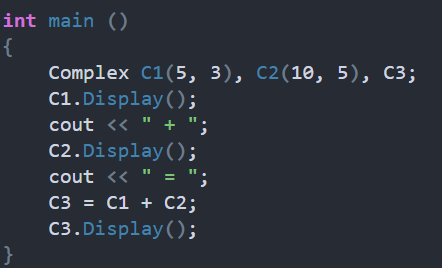 int main ()
{
    Complex C1(5, 3), C2(10, 5), C3;
    C1.Display();
    cout << " + ";
    C2.Display();
    cout << " = ";
    C3 = C1 + C2;
    C3.Display();
}